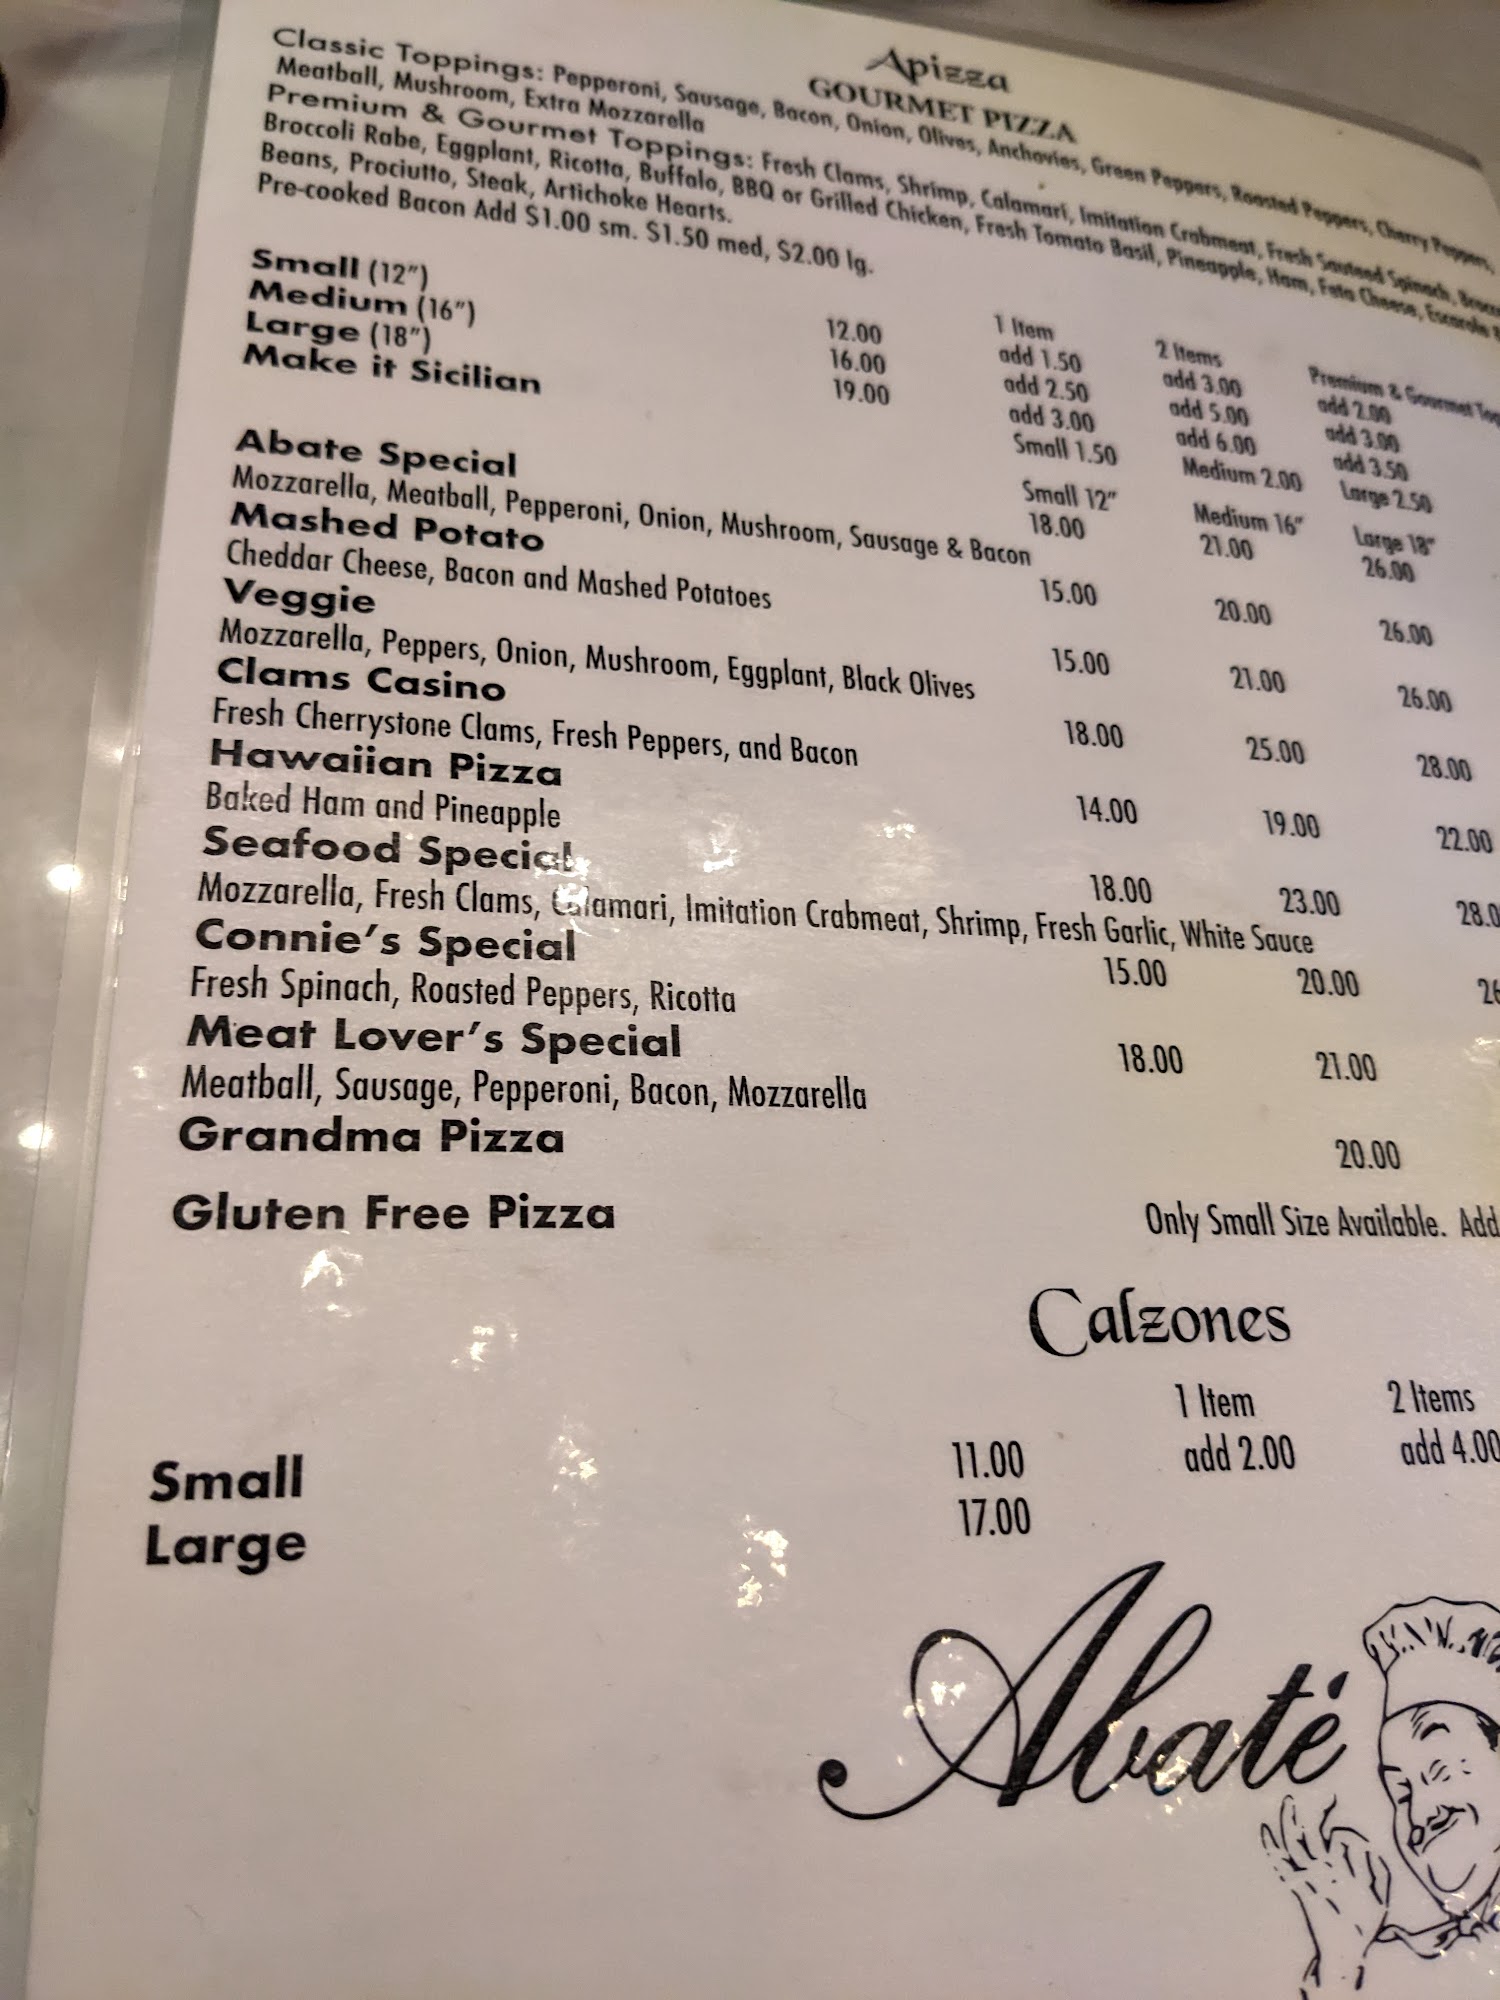 Apizza
GOURMET PIZZA
Classic Toppings: Pepperoni, Sausage, Bacon, Onion, Olives, Anchovies, Green Peppers, Roasted Peppers, Cherry Peppers,
Meatball, Mushroom, Extra Mozzarella
Premium & Gourmet Toppings: Fresh Clams, Shrimp, Calamari, Imitation Crabmeat, Fresh Sauteed Spinach,
Broccoli Rabe, Eggplant, Ricotta, Buffalo, BBQ or Grilled Chicken, Fresh Tomato Basil, Pineapple, Ham, Feta Cheese, Escarole &
Beans, Prociutto, Steak, Artichoke Hearts.
Pre-cooked Bacon Add $1.00 sm. $1.50 med, $2.00 lg.
1 Item 2 Items Premium & Gourmet
Small (12") 12.00 add 1.50 add 3.00 add 2.00
Medium (16") 16.00 add 2.50 add 5.00 add 3.00
Large (18") 19.00 add 3.00 add 6.00 add 3.50
Make it Sicilian Small 1.50 Medium 2.00 Large 2.50
Small 12" Medium 16" Large 18"
Abate Special 18.00 21.00 26.00
Mozzarella, Meatball, Pepperoni, Onion, Mushroom, Sausage & Bacon
Mashed Potato 15.00 20.00 26.00
Cheddar Cheese, Bacon and Mashed Potatoes
Veggie 15.00 21.00 26.00
Mozzarella, Peppers, Onion, Mushroom, Eggplant, Black Olives
Clams Casino 18.00 25.00 28.00
Fresh Cherrystone Clams, Fresh Peppers, and Bacon
Hawaiian Pizza 14.00 19.00 22.00
Baked Ham and Pineapple
Seafood Special 18.00 23.00 28.0
Mozzarella, Fresh Clams, Calamari, Imitation Crabmeat, Shrimp, Fresh Garlic, White Sauce
Connie's Special 15.00 20.00 26
Fresh Spinach, Roasted Peppers, Ricotta
Meat Lover's Special 18.00 21.00
Meatball, Sausage, Pepperoni, Bacon, Mozzarella
Grandma Pizza 20.00
Gluten Free Pizza Only Small Size Available. Add
Calzones
1 Item 2 Items
Small 11.00 add 2.00 add 4.00
Large 17.00
Abaté